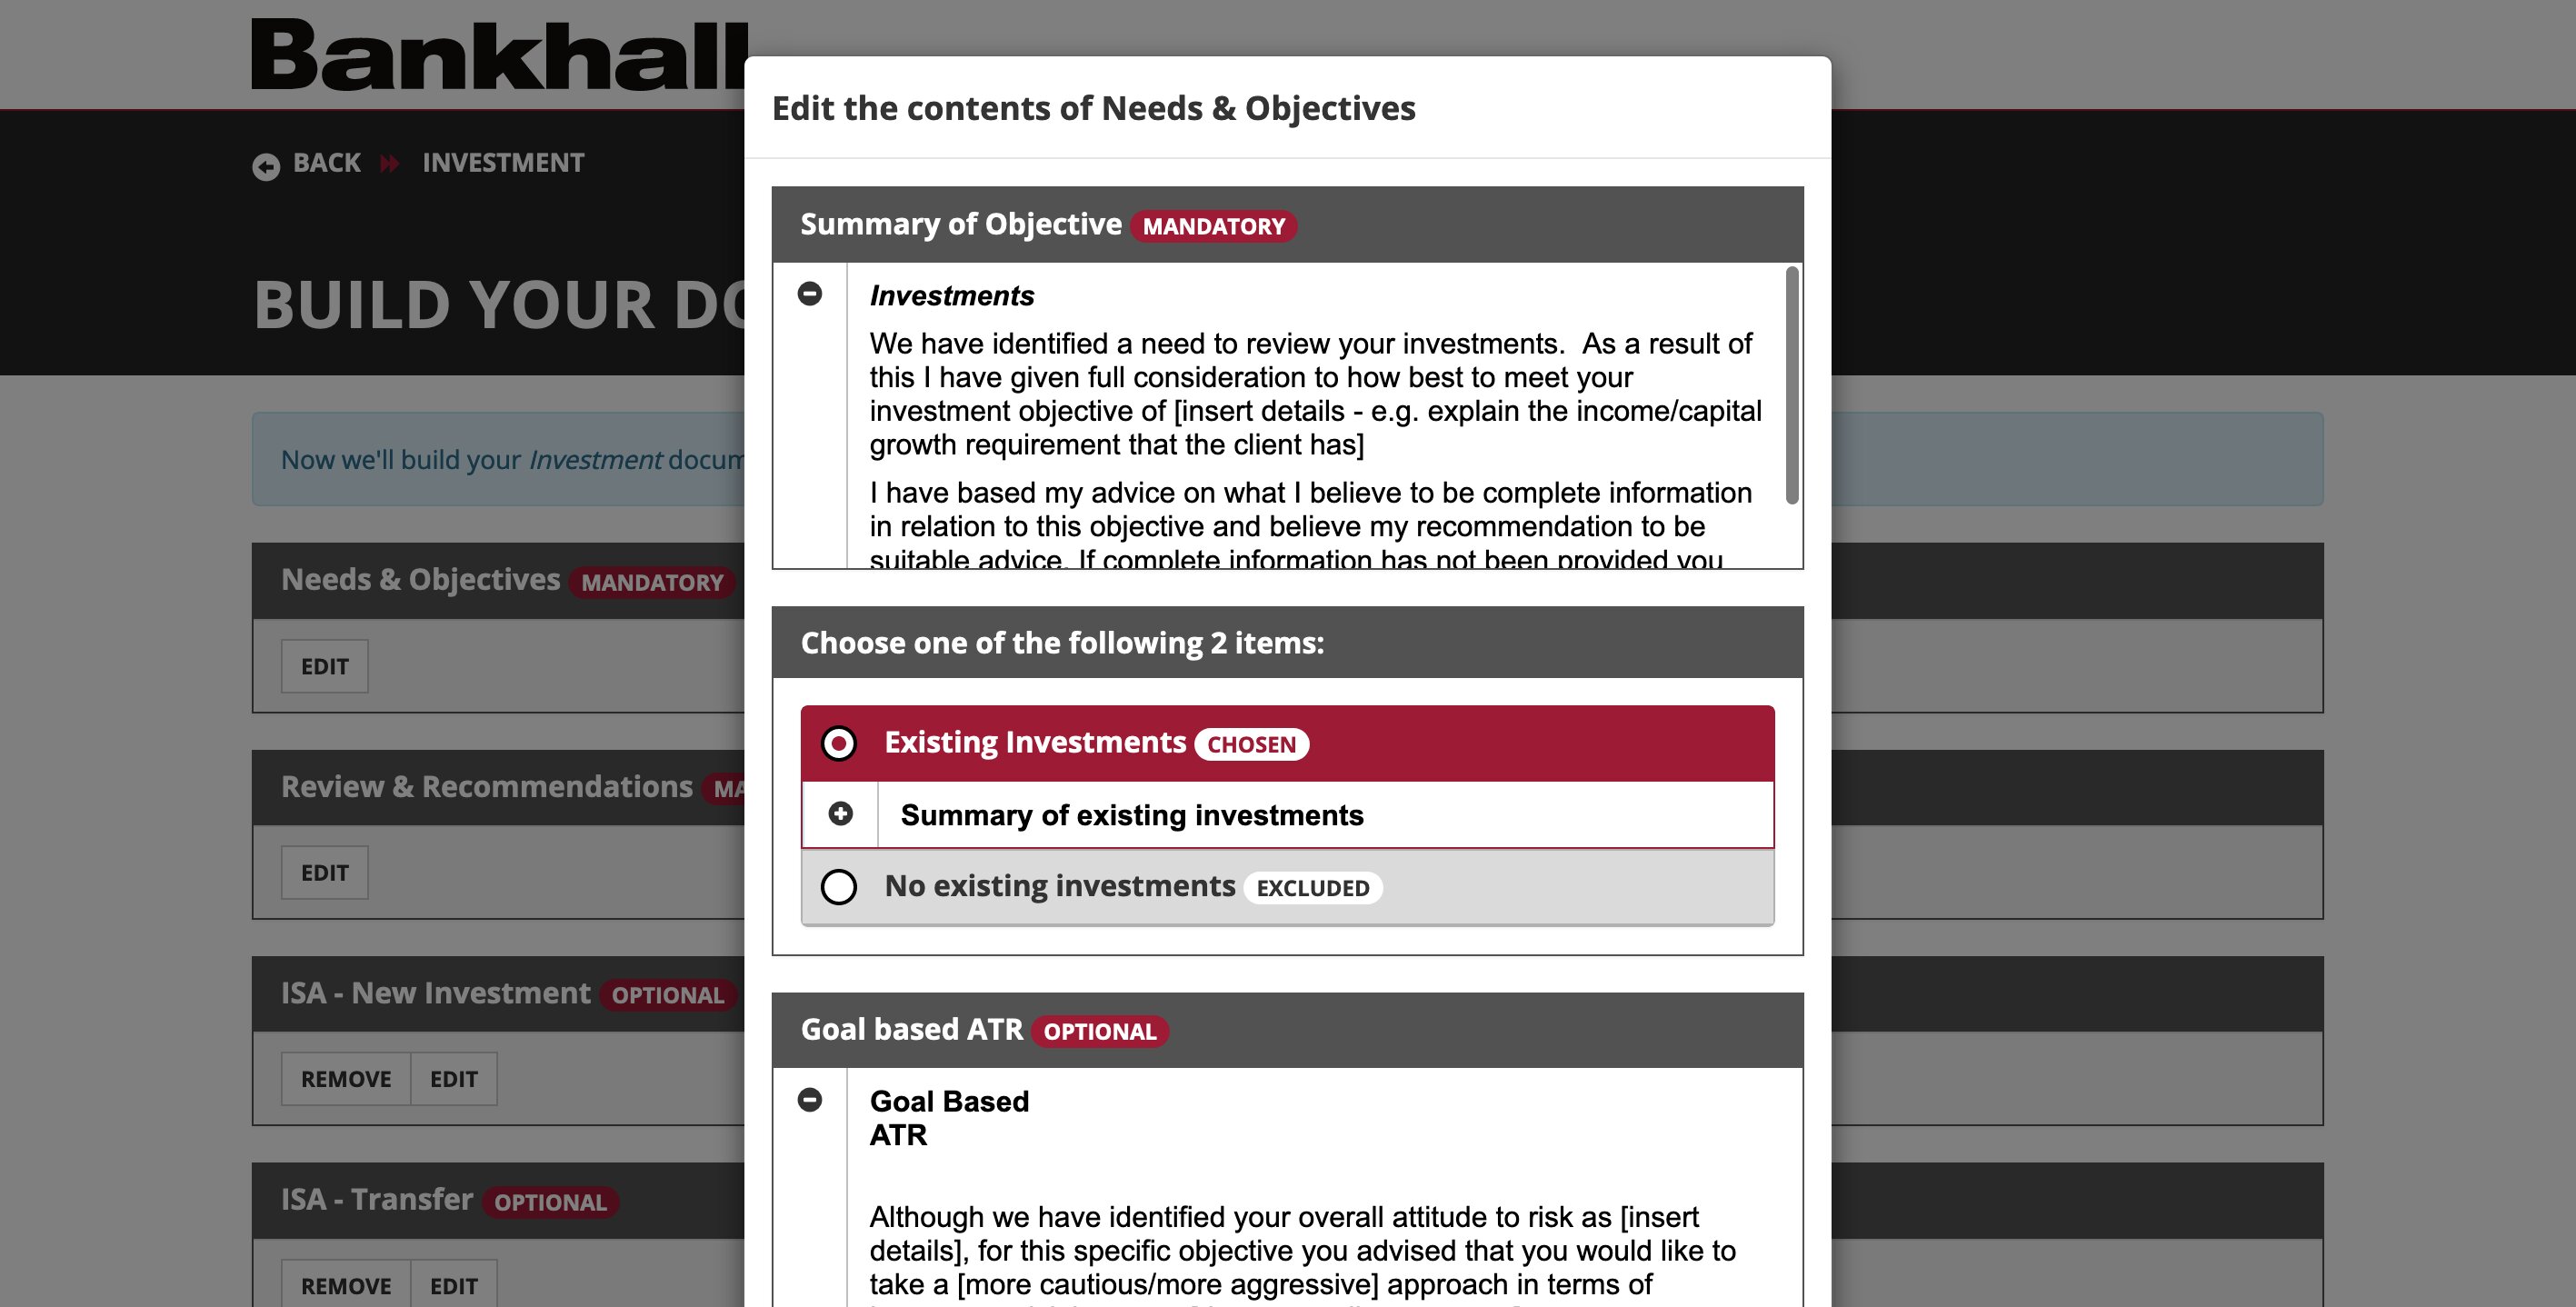 Bankhall
BACK INVESTMENT
BUILD YOUR
Now we'll build your Investment
Needs & Objectives MANDATORY
EDIT
Review & Recommendations
EDIT
ISA - New Investment OPTIONAL
REMOVE EDIT
ISA - Transfer OPTIONAL
REMOVE EDIT
Edit the contents of Needs & Objectives
Summary of Objective MANDATORY
Investments
We have identified a need to review your investments.  As a result of
this I have given full consideration to how best to meet your
investment objective of [insert details - e.g. explain the income/capital
growth requirement that the client has]
I have based my advice on what I believe to be complete information
in relation to this objective and believe my recommendation to be
suitable advice. If complete information has not been provided you
Choose one of the following 2 items:
Existing Investments CHOSEN
Summary of existing investments
No existing investments EXCLUDED
Goal based ATR OPTIONAL
Goal Based
ATR
Although we have identified your overall attitude to risk as [insert
details], for this specific objective you advised that you would like to
take a [more cautious/more aggressive] approach in terms of